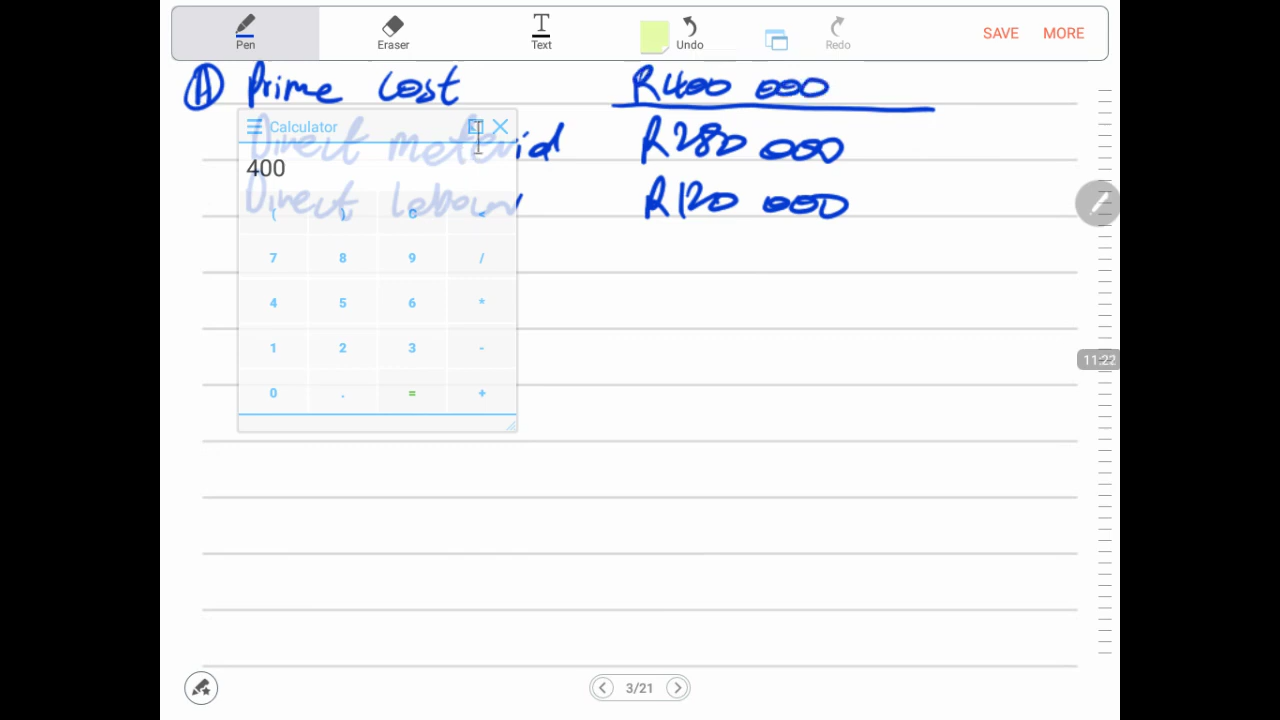 Pen Eraser Text Undo Redo SAVE MORE
A Prime Cost R400 000
Calculator
Direct material R280 000
400
Direct labour R120 000
( ) C <
7 8 9 /
4 5 6 *
1 2 3 -
11:22
0 . = +
3/21